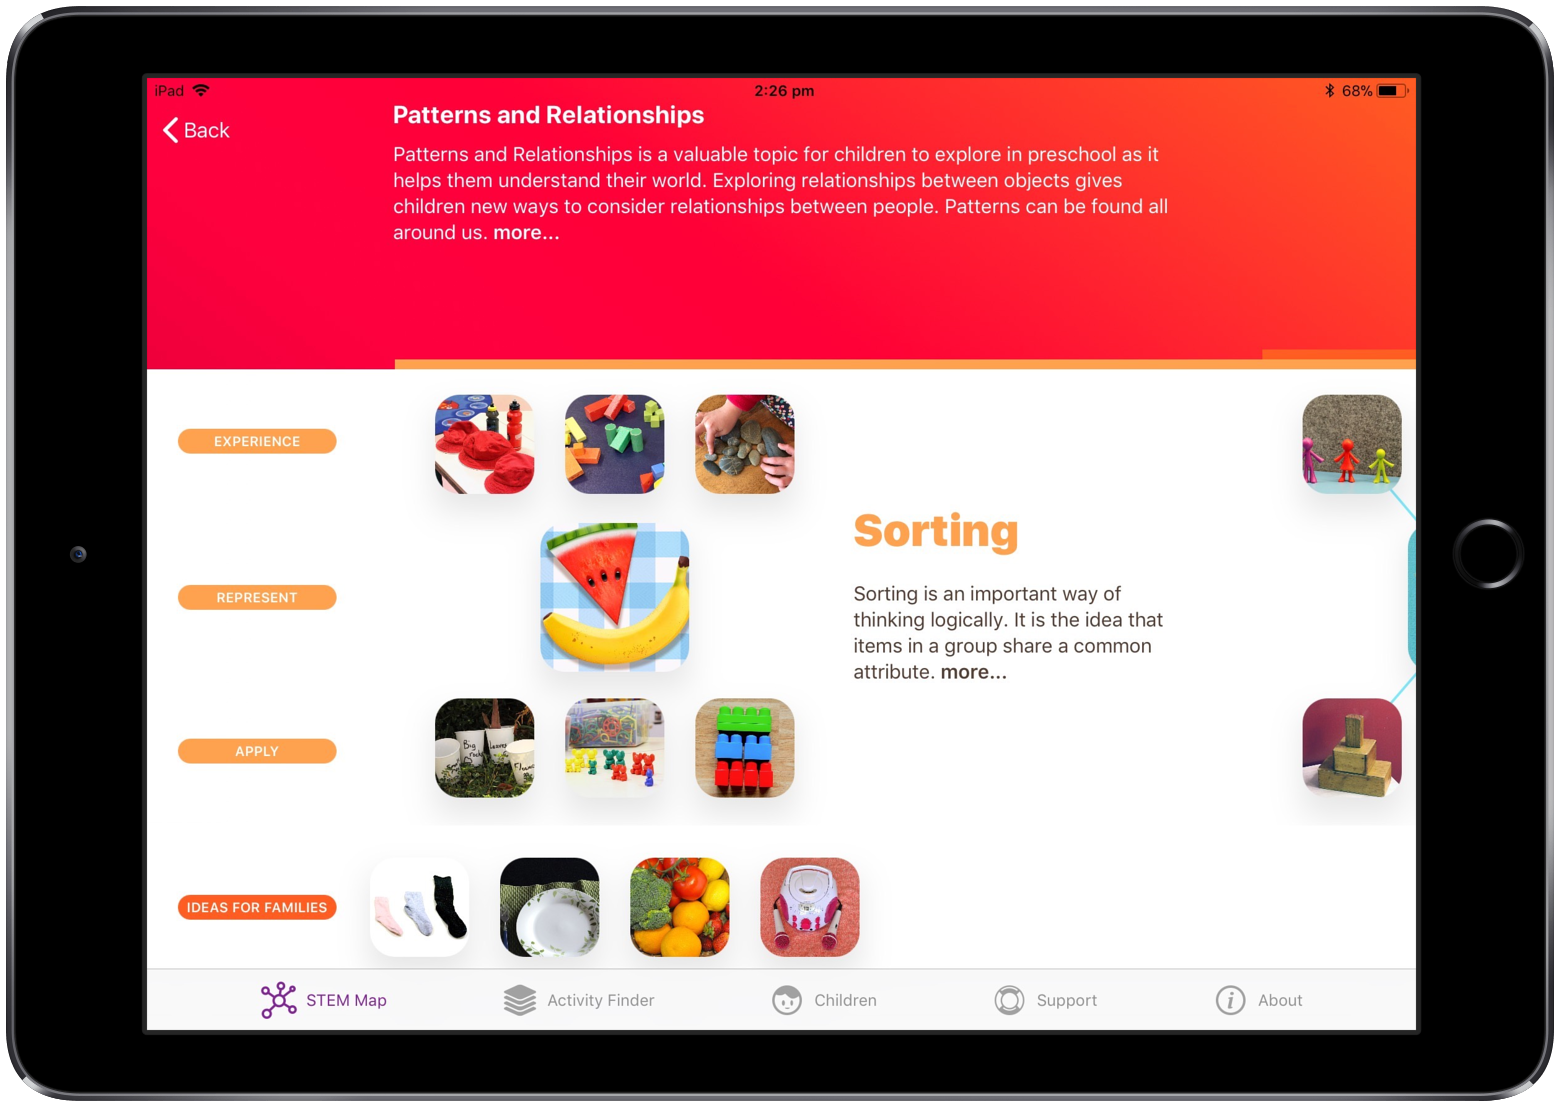 iPad
2:26 pm
68%
Back
Patterns and Relationships
Patterns and Relationships is a valuable topic for children to explore in preschool as it
helps them understand their world. Exploring relationships between objects gives
children new ways to consider relationships between people. Patterns can be found all
around us. more...
EXPERIENCE
REPRESENT
Sorting
Sorting is an important way of
thinking logically. It is the idea that
items in a group share a common
attribute. more...
APPLY
Big
IDEAS FOR FAMILIES
STEM Map
Activity Finder
Children
Support
About